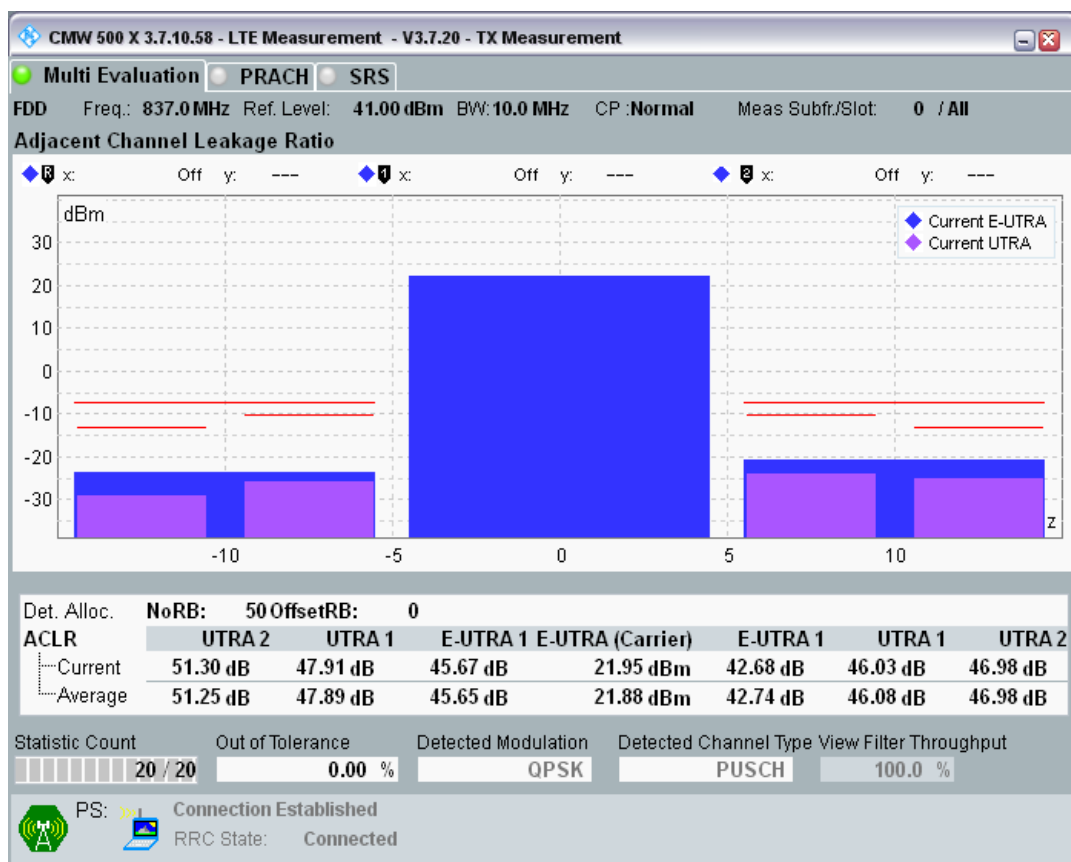 CMW 500 X 3.7.10.58 - LTE Measurement - V3.7.20 - TX Measurement
Multi Evaluation PRACH SRS
FDD Freq.: 837.0 MHz Ref. Level: 41.00 dBm BW: 10.0 MHz CP :Normal Meas Subfr./Slot: 0 / All
Adjacent Channel Leakage Ratio
R x: Off y: --- 1 x: Off y: --- 2 x: Off y: ---
dBm
Current E-UTRA
Current UTRA
30
20
10
0
-10
-20
-30
z
-10 -5 0 5 10
Det. Alloc. NoRB: 50 OffsetRB: 0
ACLR UTRA 2 UTRA 1 E-UTRA 1 E-UTRA (Carrier) E-UTRA 1 UTRA 1 UTRA 2
Current 51.30 dB 47.91 dB 45.67 dB 21.95 dBm 42.68 dB 46.03 dB 46.98 dB
Average 51.25 dB 47.89 dB 45.65 dB 21.88 dBm 42.74 dB 46.08 dB 46.98 dB
Statistic Count Out of Tolerance Detected Modulation Detected Channel Type View Filter Throughput
20 / 20 0.00 % QPSK PUSCH 100.0 %
PS: Connection Established
RRC State: Connected